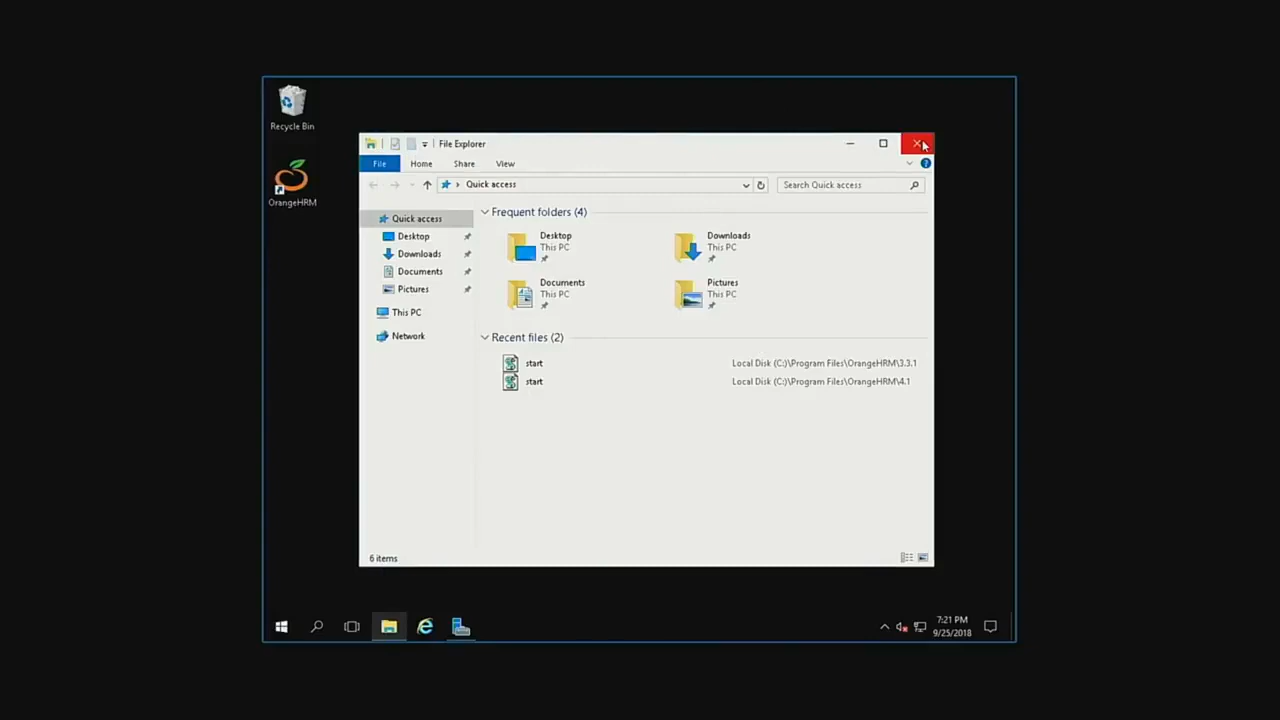 Recycle Bin
OrangeHRM
File Explorer
File Home Share View
Quick access
Search Quick access
Quick access
Desktop
Downloads
Documents
Pictures
This PC
Network
Frequent folders (4)
Desktop
This PC
Downloads
This PC
Documents
This PC
Pictures
This PC
Recent files (2)
start Local Disk (C:)\Program Files\OrangeHRM\3.3.1
start Local Disk (C:)\Program Files\OrangeHRM\4.1
6 items
7:21 PM
9/25/2018